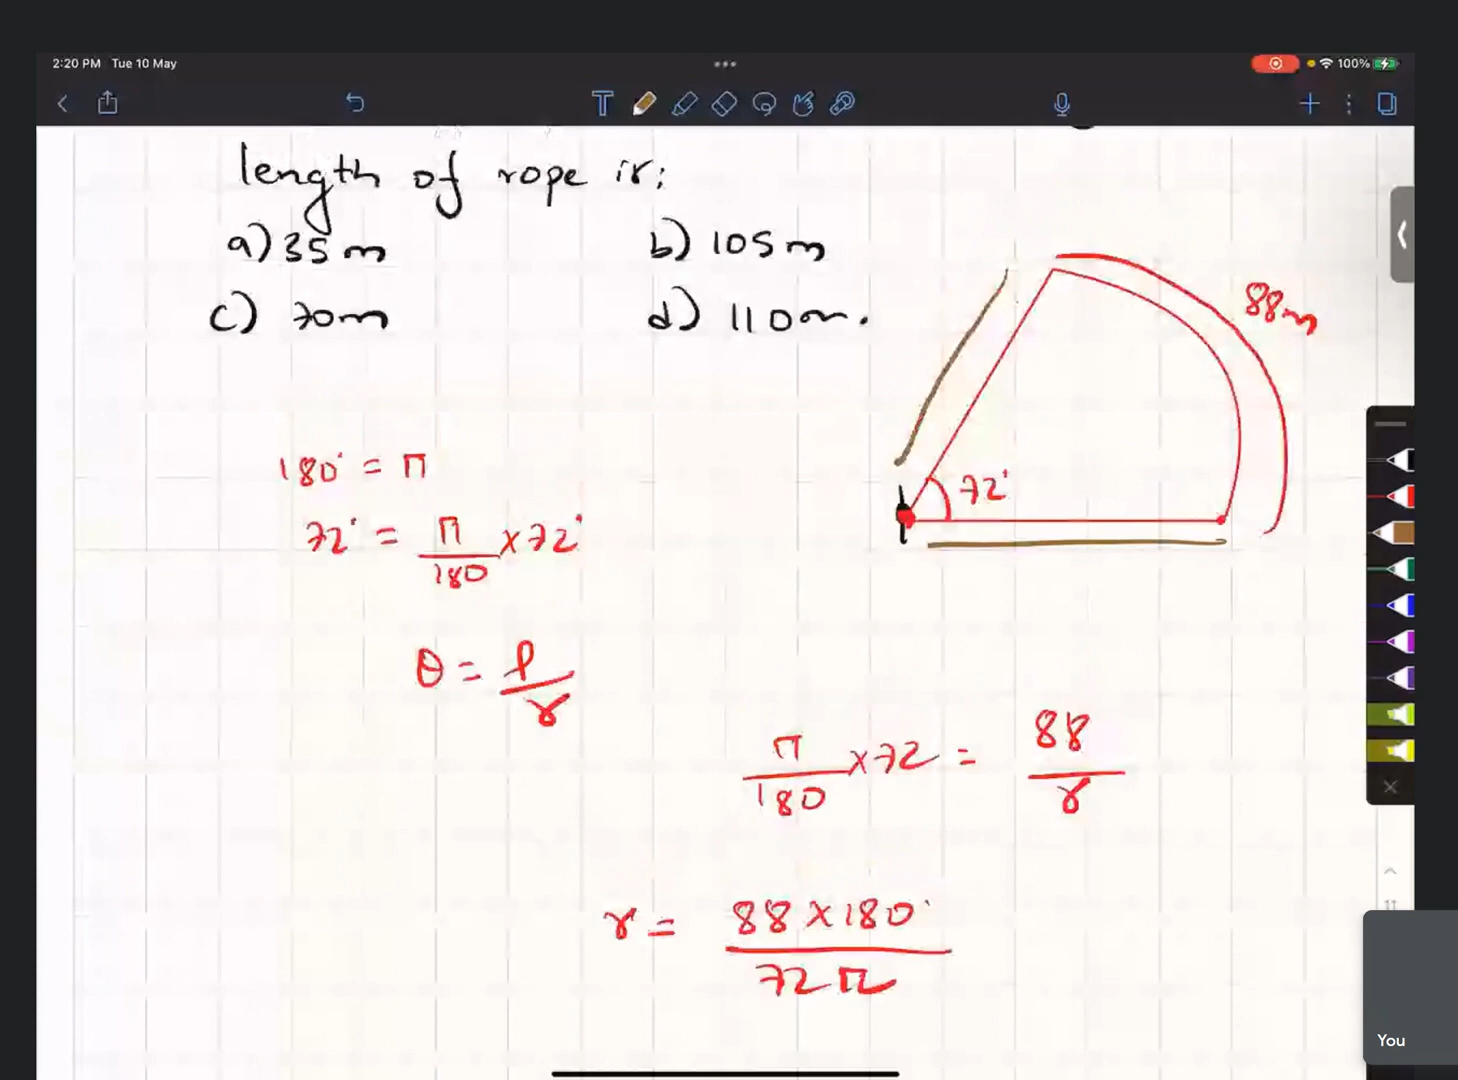 2:20 PM Tue 10 May
100%
length of rope is:
a) 35 m b) 105 m
c) 70 m d) 110 m.
88 m
72°
180° = π
72° = π/180 × 72°
θ = l/r
π/180 × 72 = 88/r
r = 88 × 180°/72 π
You